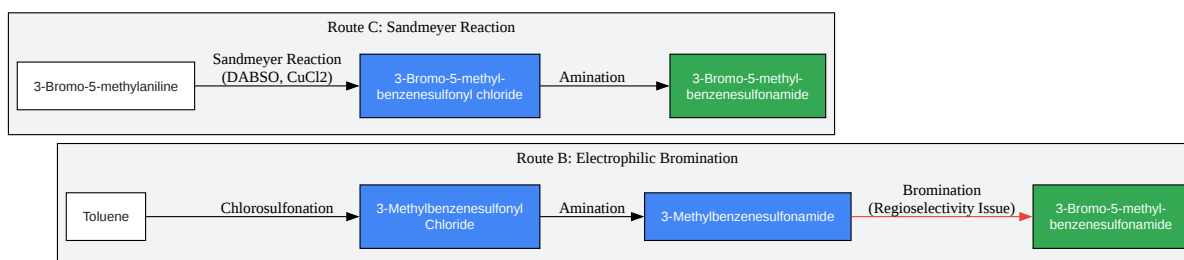 Route C: Sandmeyer Reaction
3-Bromo-5-methylaniline
Sandmeyer Reaction
(DABSO, CuCl2)
3-Bromo-5-methyl-
benzenesulfonyl chloride
Amination
3-Bromo-5-methyl-
benzenesulfonamide
Route B: Electrophilic Bromination
Toluene
Chlorosulfonation
3-Methylbenzenesulfonyl
Chloride
Amination
3-Methylbenzenesulfonamide
Bromination
(Regioselectivity Issue)
3-Bromo-5-methyl-
benzenesulfonamide